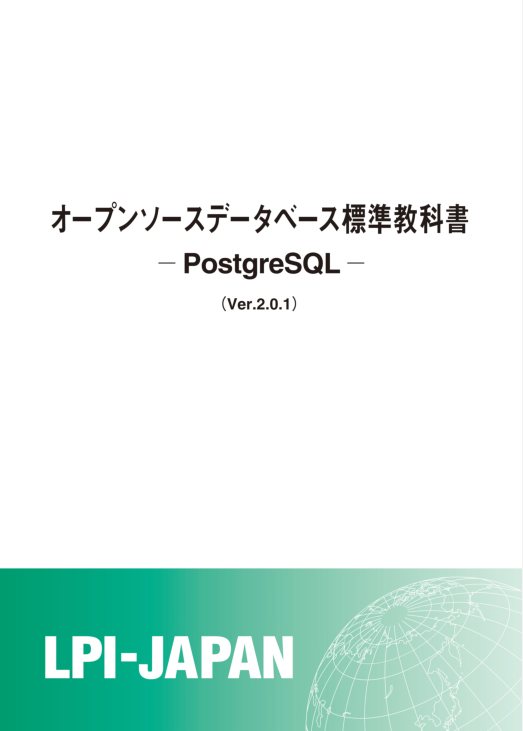 オープンソースデータベース標準教科書
— PostgreSQL —
（Ver.2.0.1）
LPI-JAPAN